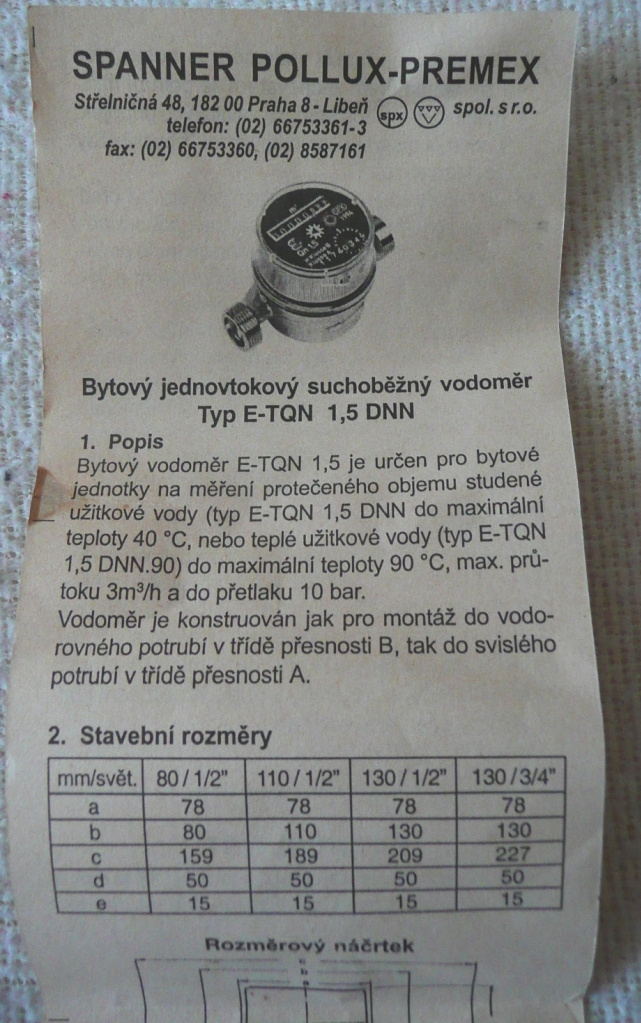 SPANNER POLLUX-PREMEX
Střelničná 48, 182 00 Praha 8 - Libeň spx spol. s r.o.
telefon: (02) 66753361-3
fax: (02) 66753360, (02) 8587161
Bytový jednovtokový suchoběžný vodoměr
Typ E-TQN 1,5 DNN
1. Popis
Bytový vodoměr E-TQN 1,5 je určen pro bytové
jednotky na měření protečeného objemu studené
užitkové vody (typ E-TQN 1,5 DNN do maximální
teploty 40 °C, nebo teplé užitkové vody (typ E-TQN
1,5 DNN.90) do maximální teploty 90 °C, max. prů-
toku 3m³/h a do přetlaku 10 bar.
Vodoměr je konstruován jak pro montáž do vodo-
rovného potrubí v třídě přesnosti B, tak do svislého
potrubí v třídě přesnosti A.
2. Stavební rozměry
mm/svět. 80 / 1/2" 110 / 1/2" 130 / 1/2" 130 / 3/4"
a 78 78 78 78
b 80 110 130 130
c 159 189 209 227
d 50 50 50 50
e 15 15 15 15
Rozměrový náčrtek
c
b